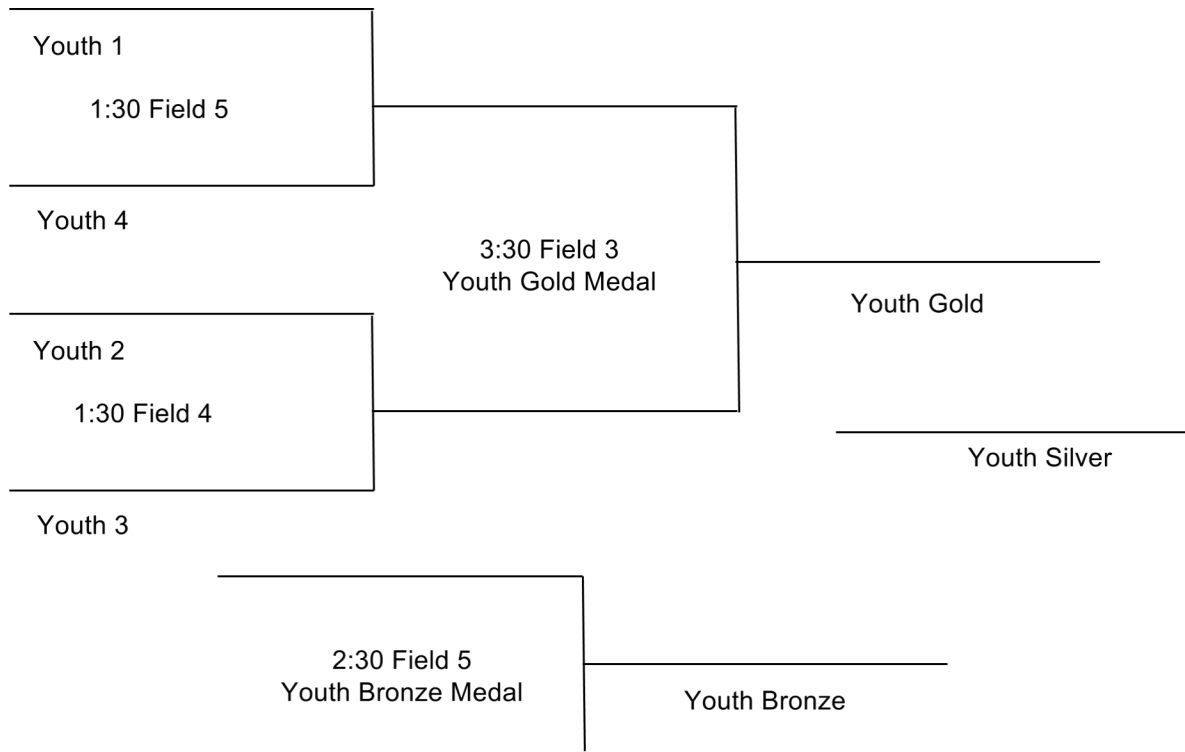 Youth 1
1:30 Field 5
Youth 4
3:30 Field 3
Youth Gold Medal
Youth Gold
Youth 2
1:30 Field 4
Youth Silver
Youth 3
2:30 Field 5
Youth Bronze Medal
Youth Bronze